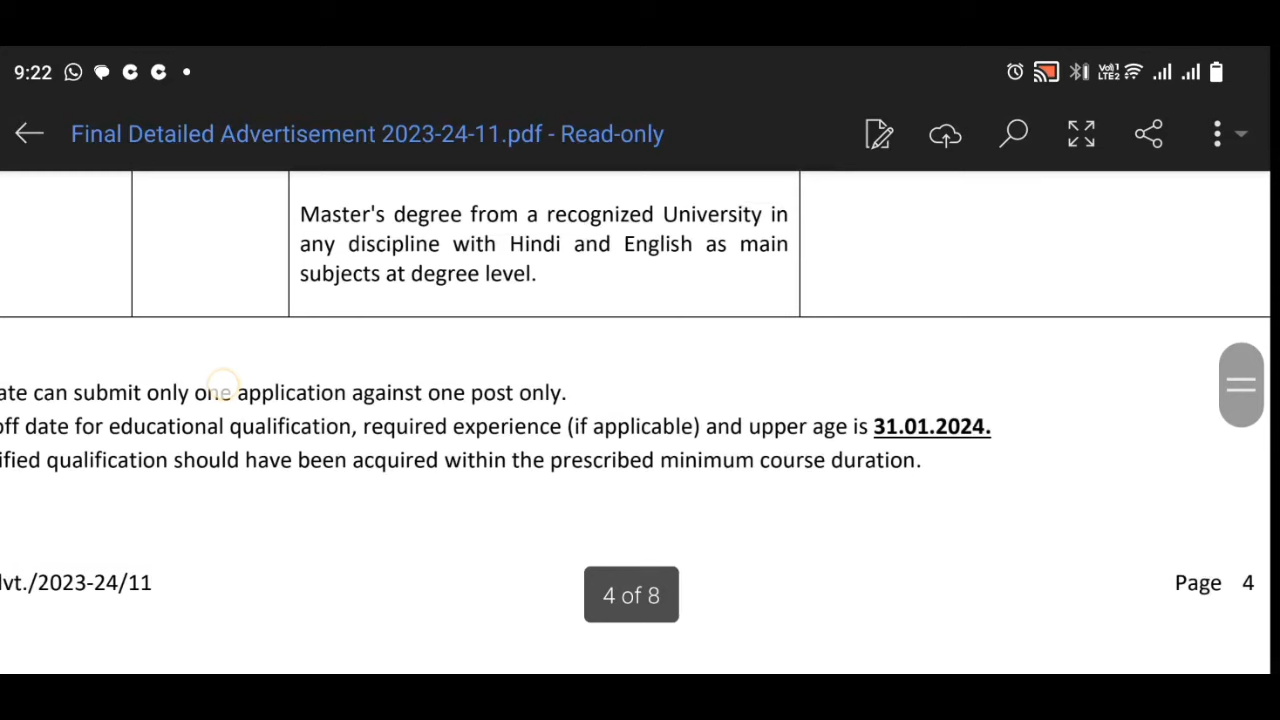 9:22
Final Detailed Advertisement 2023-24-11.pdf - Read-only
Master's degree from a recognized University in
any discipline with Hindi and English as main
subjects at degree level.
ate can submit only one application against one post only.
off date for educational qualification, required experience (if applicable) and upper age is 31.01.2024.
ified qualification should have been acquired within the prescribed minimum course duration.
lvt./2023-24/11
4 of 8
Page 4